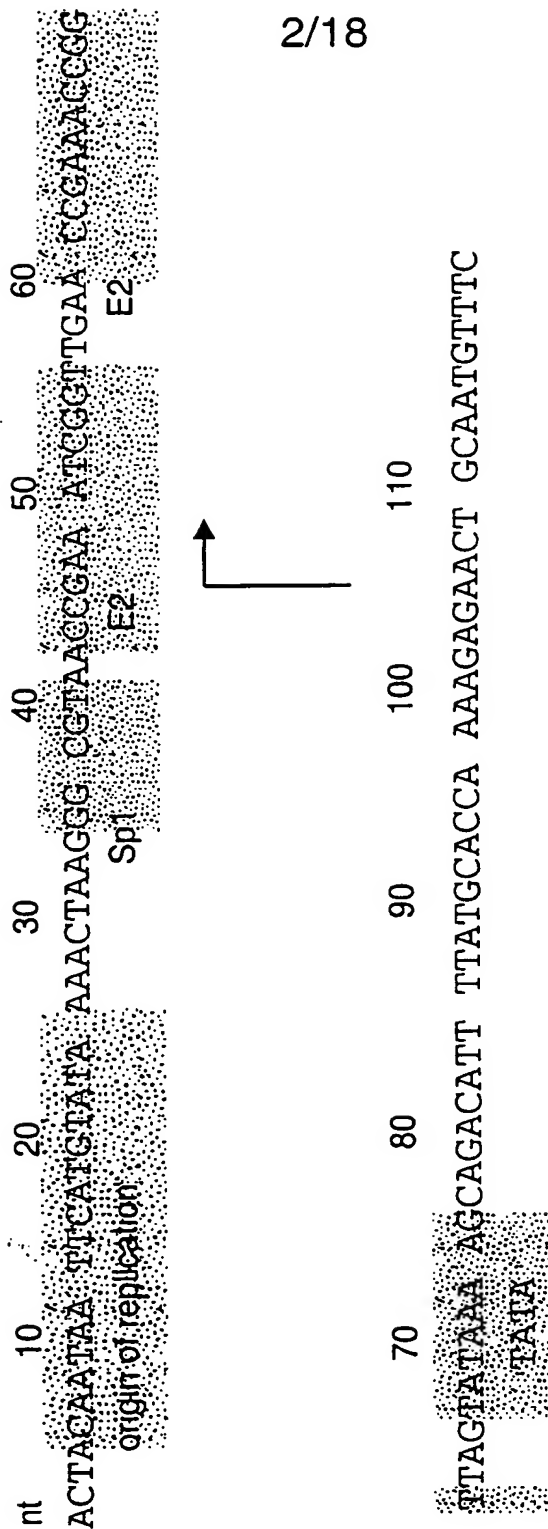 2/18
nt 10 20 30 40 50 60
ACTACAATAA TTCATGTATA AAACTAAGGG CGTAACCGAA ATCGGTTGAA CCGAAACCGG
origin of replication Sp1 E2 E2
70 80 90 100 110
TTAGTATAAA AGCAGACATT TTATGCACCA AAAGAGAACT GCAATGTTTC
TATA